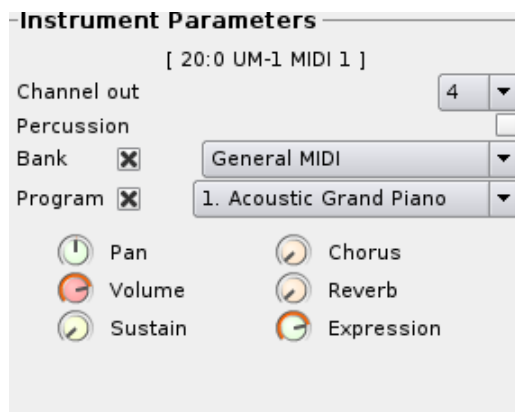 Instrument Parameters
[ 20:0 UM-1 MIDI 1 ]
Channel out 4
Percussion
Bank General MIDI
Program 1. Acoustic Grand Piano
Pan Chorus
Volume Reverb
Sustain Expression